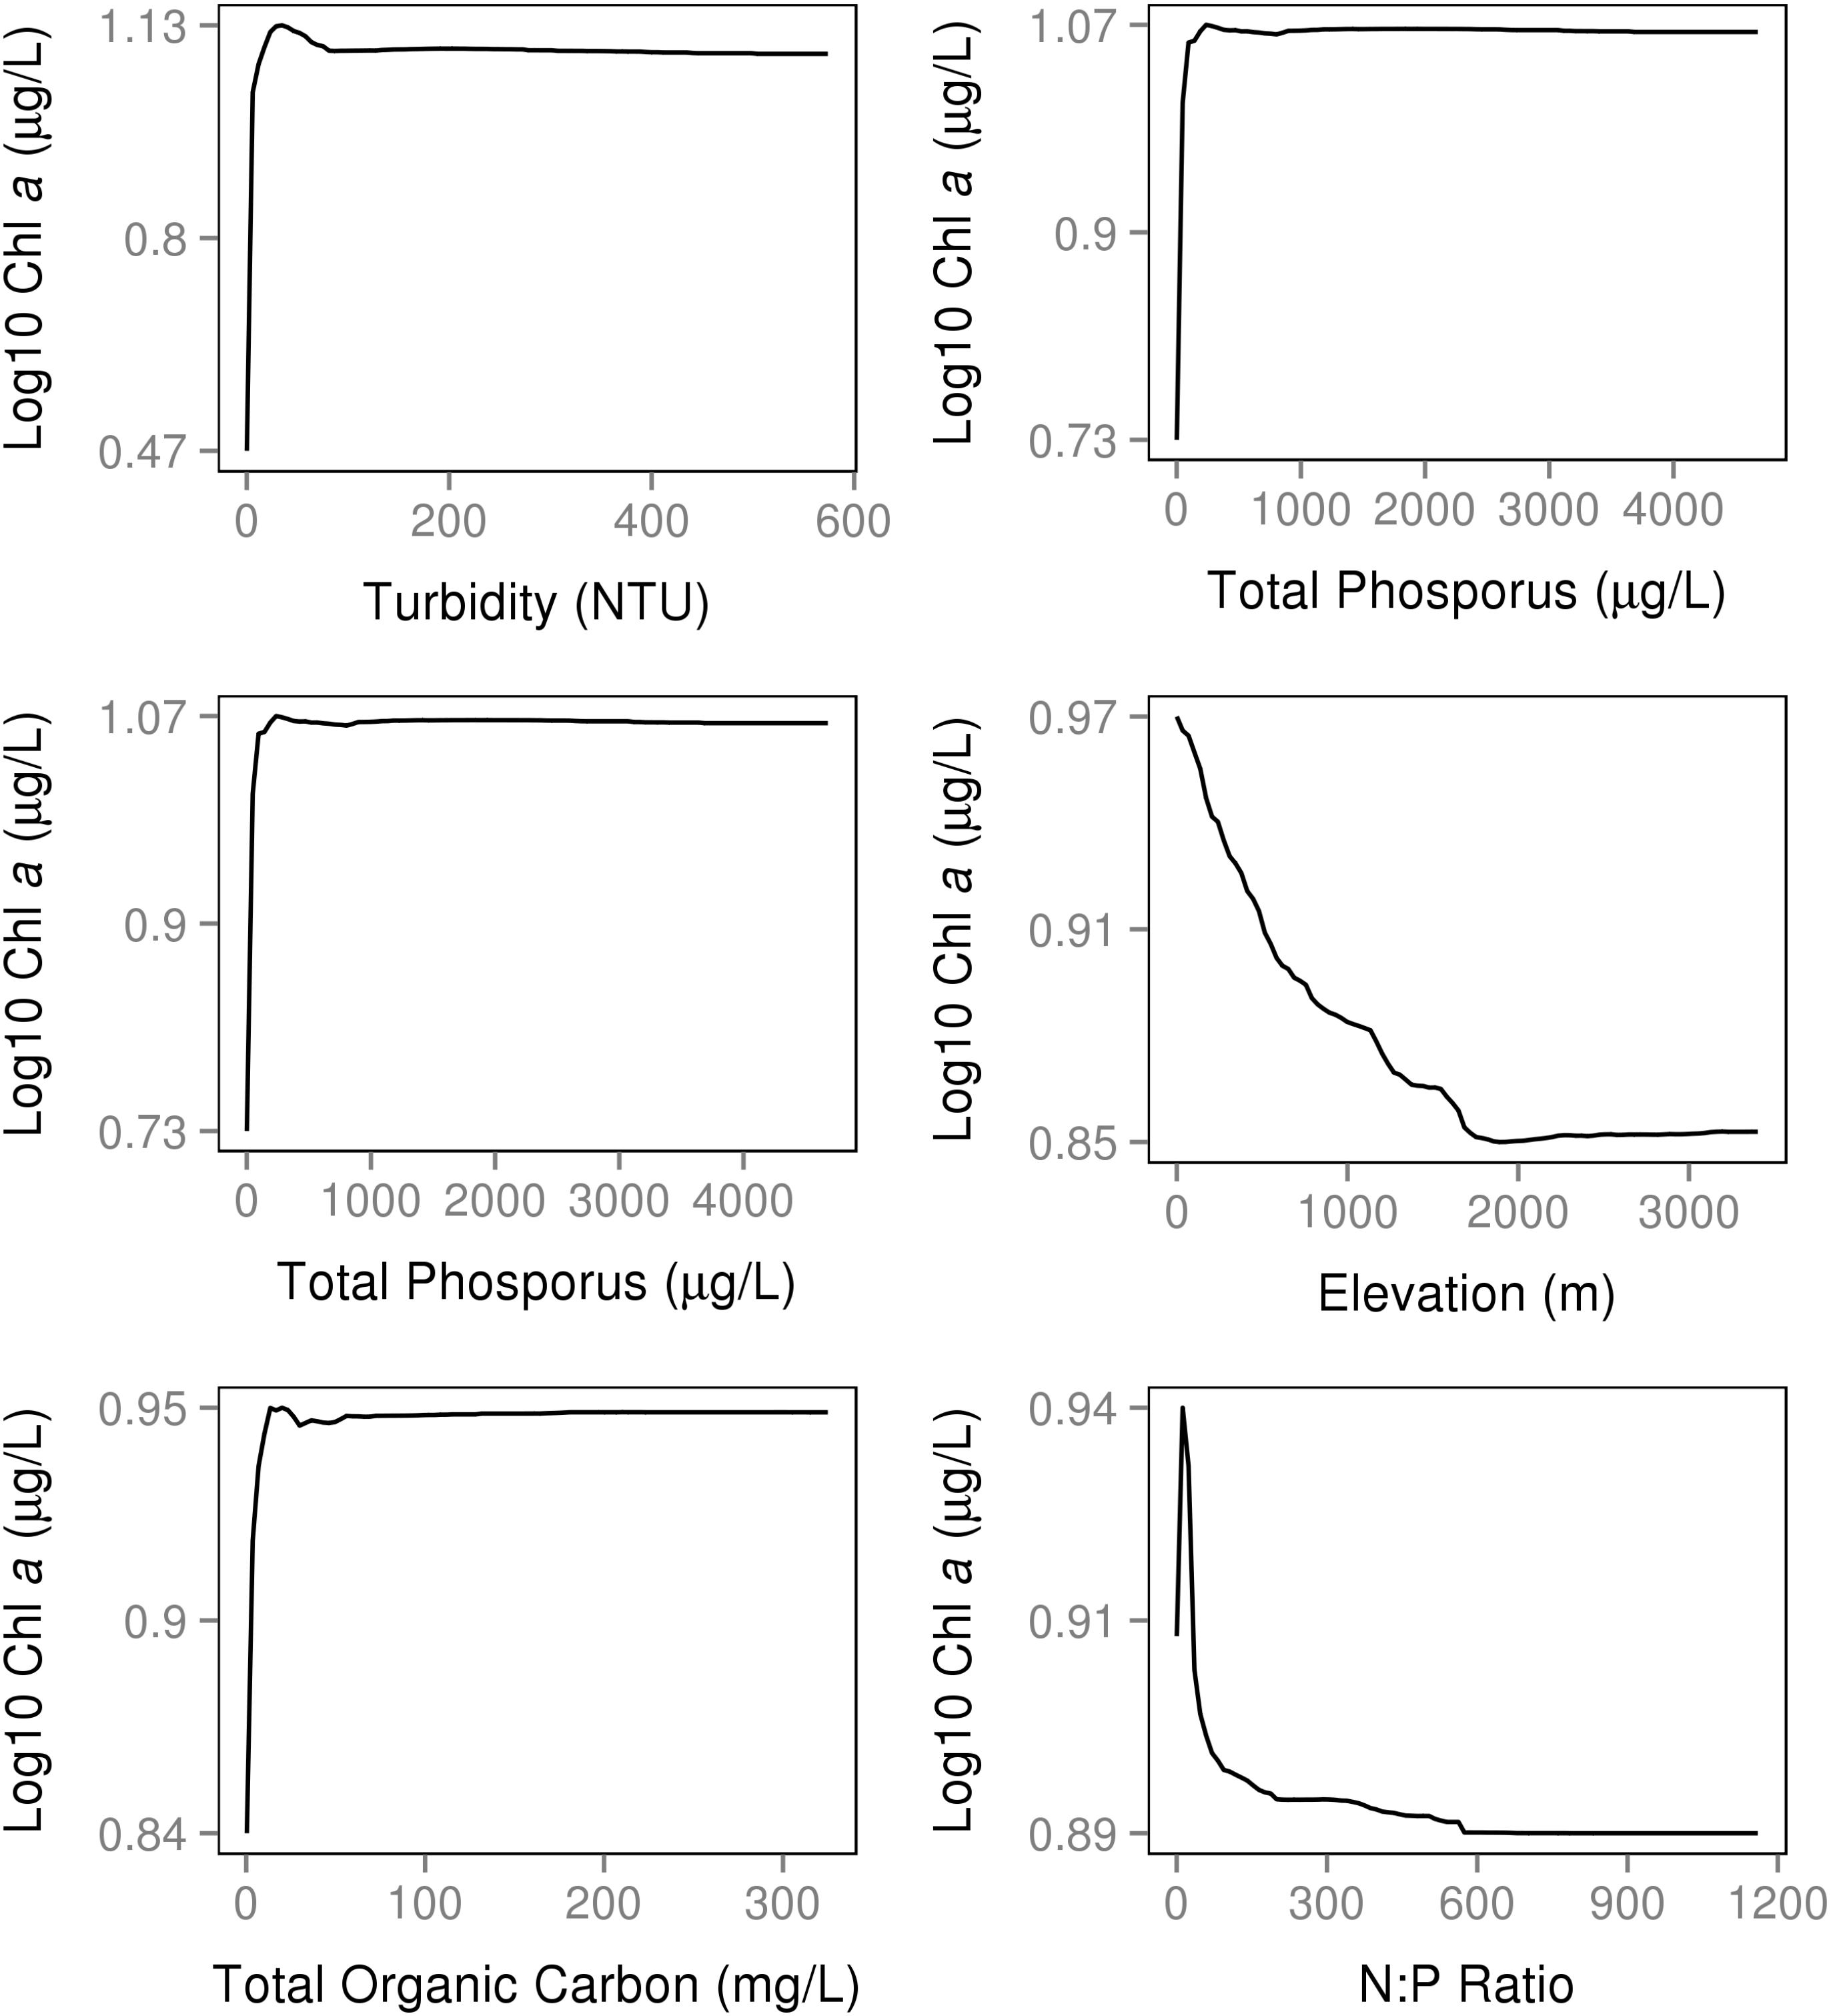 Log10 Chl a (µg/L)
1.13
0.8
0.47
0 200 400 600
Turbidity (NTU)
Log10 Chl a (µg/L)
1.07
0.9
0.73
0 1000 2000 3000 4000
Total Phosporus (µg/L)
Log10 Chl a (µg/L)
1.07
0.9
0.73
0 1000 2000 3000 4000
Total Phosporus (µg/L)
Log10 Chl a (µg/L)
0.97
0.91
0.85
0 1000 2000 3000
Elevation (m)
Log10 Chl a (µg/L)
0.95
0.9
0.84
0 100 200 300
Total Organic Carbon (mg/L)
Log10 Chl a (µg/L)
0.94
0.91
0.89
0 300 600 900 1200
N:P Ratio